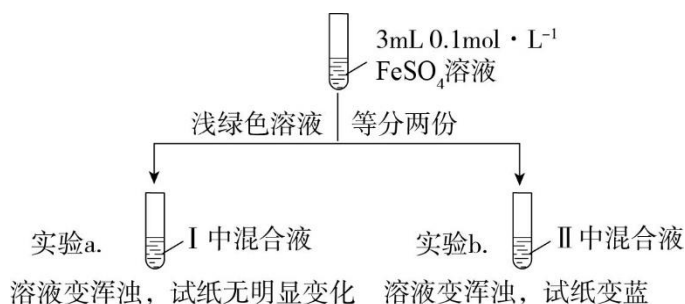 3mL 0.1mol·L⁻¹
FeSO₄溶液
浅绿色溶液 等分两份
实验a. Ⅰ中混合液 实验b. Ⅱ中混合液
溶液变浑浊，试纸无明显变化 溶液变浑浊，试纸变蓝